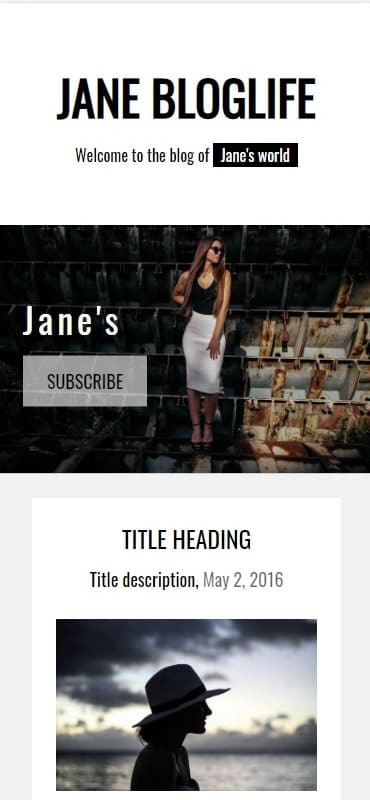 JANE BLOGLIFE
Welcome to the blog of Jane's world
Jane's
SUBSCRIBE
TITLE HEADING
Title description, May 2, 2016